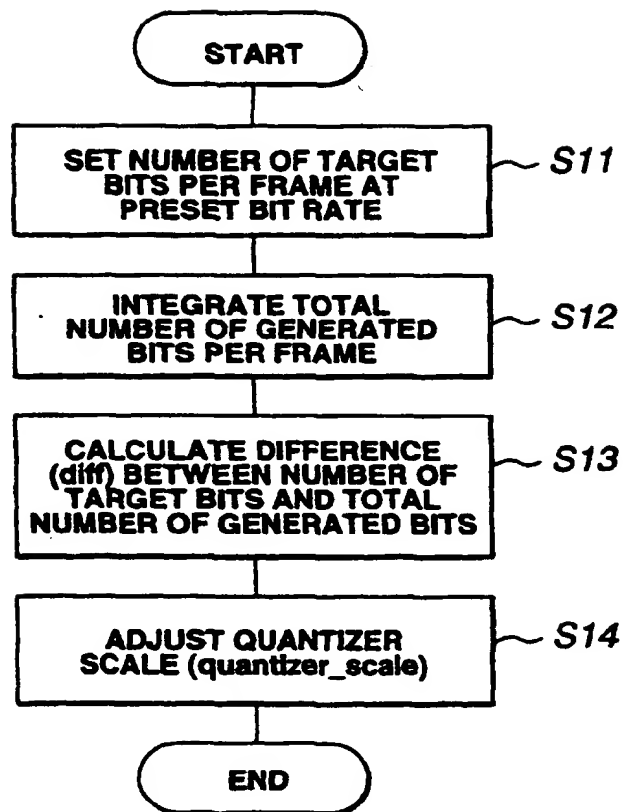 START
SET NUMBER OF TARGET
BITS PER FRAME AT
PRESET BIT RATE
S11
INTEGRATE TOTAL
NUMBER OF GENERATED
BITS PER FRAME
S12
CALCULATE DIFFERENCE
(diff) BETWEEN NUMBER OF
TARGET BITS AND TOTAL
NUMBER OF GENERATED BITS
S13
ADJUST QUANTIZER
SCALE (quantizer_scale)
S14
END